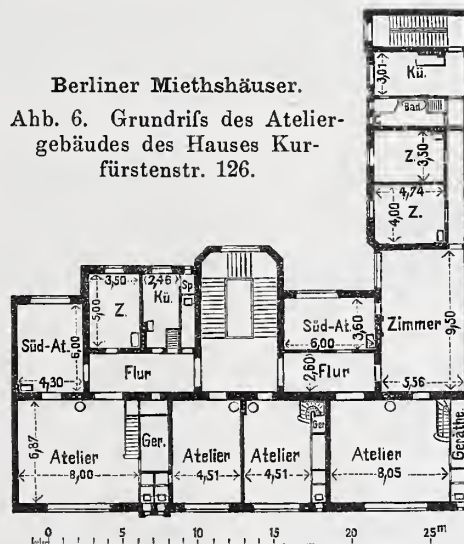 Berliner Miethshäuser.
Abb. 6. Grundriſs des Atelier-
gebäudes des Hauses Kur-
fürstenstr. 126.
3,01 Kü.
Bad
Z. 3,50
4,74
4,00 Z.
3,50 2,46 Sp
5,00 Z. Kü.
Süd-At. 6,00
4,30
Flur
Süd-At. 3,60
6,00
2,60 Flur
Zimmer 9,50
5,56
6,87 Atelier
8,00
Ger.
Atelier
4,51
Atelier
4,51
Ger
Atelier
8,05
Geräthe
0 5 10 15 20 25m